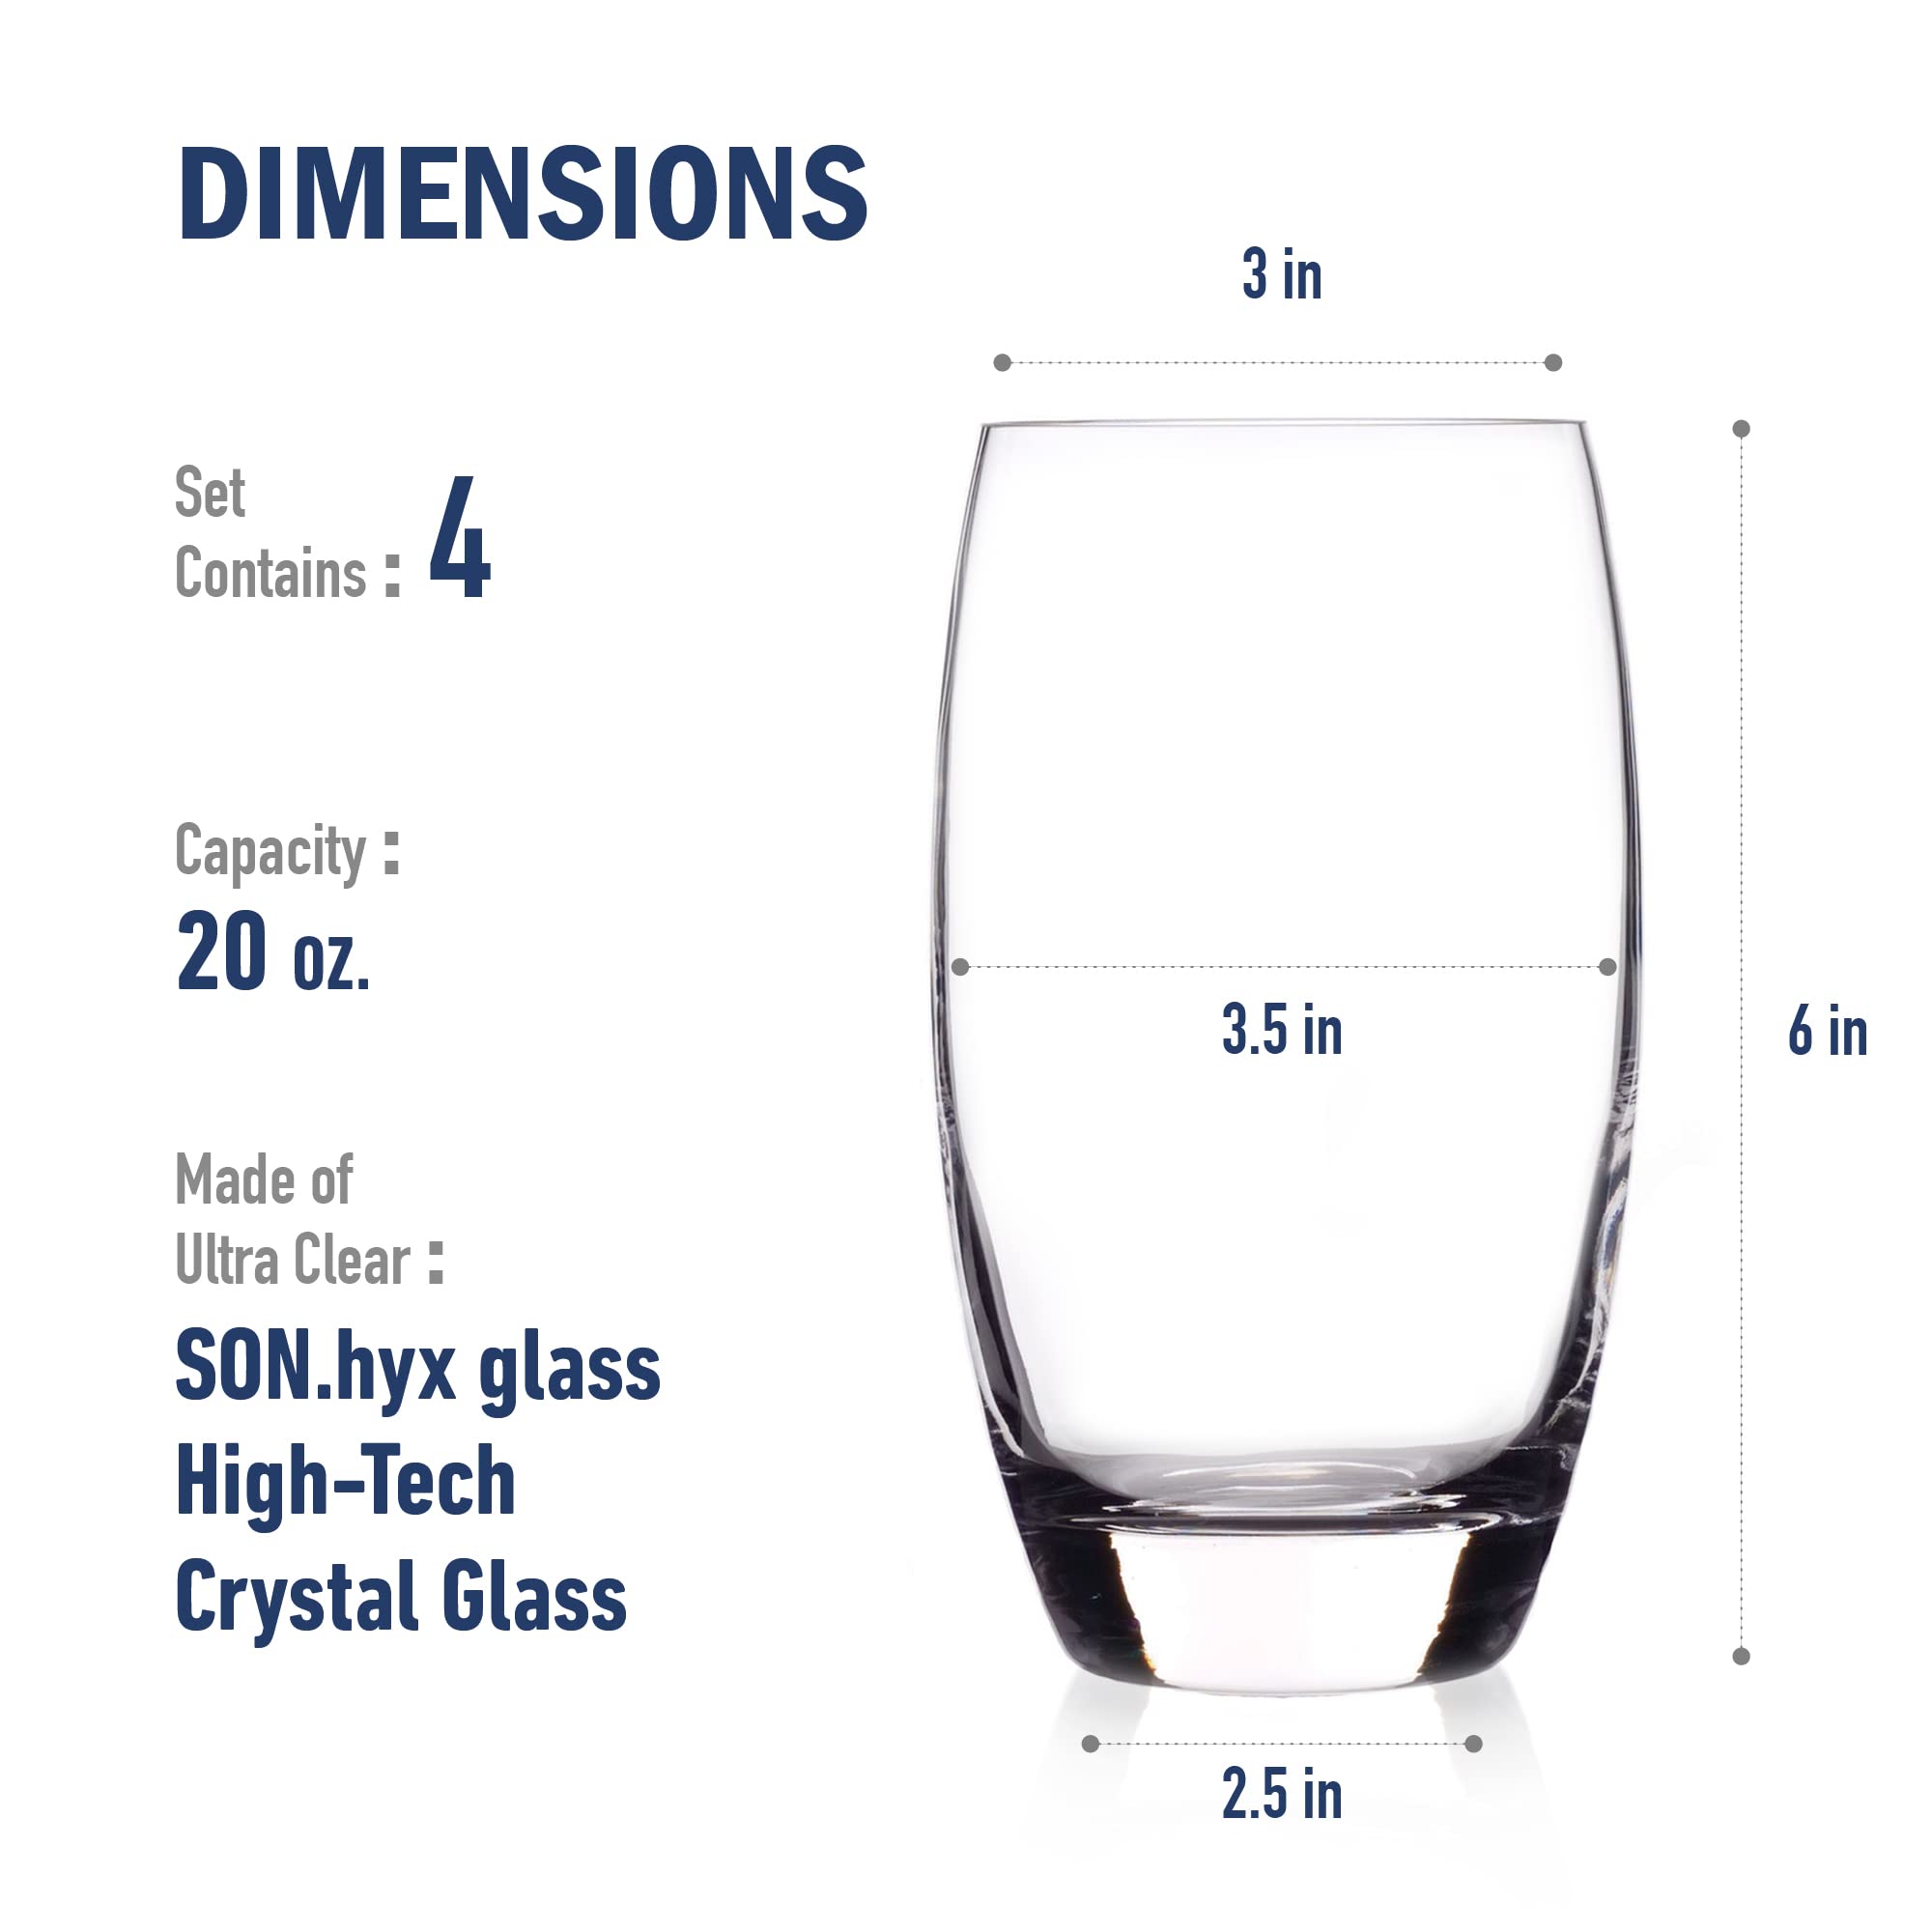 DIMENSIONS
3 in
Set
Contains : 4
Capacity :
20 oz.
3.5 in
6 in
Made of
Ultra Clear :
SON.hyx glass
High-Tech
Crystal Glass
2.5 in